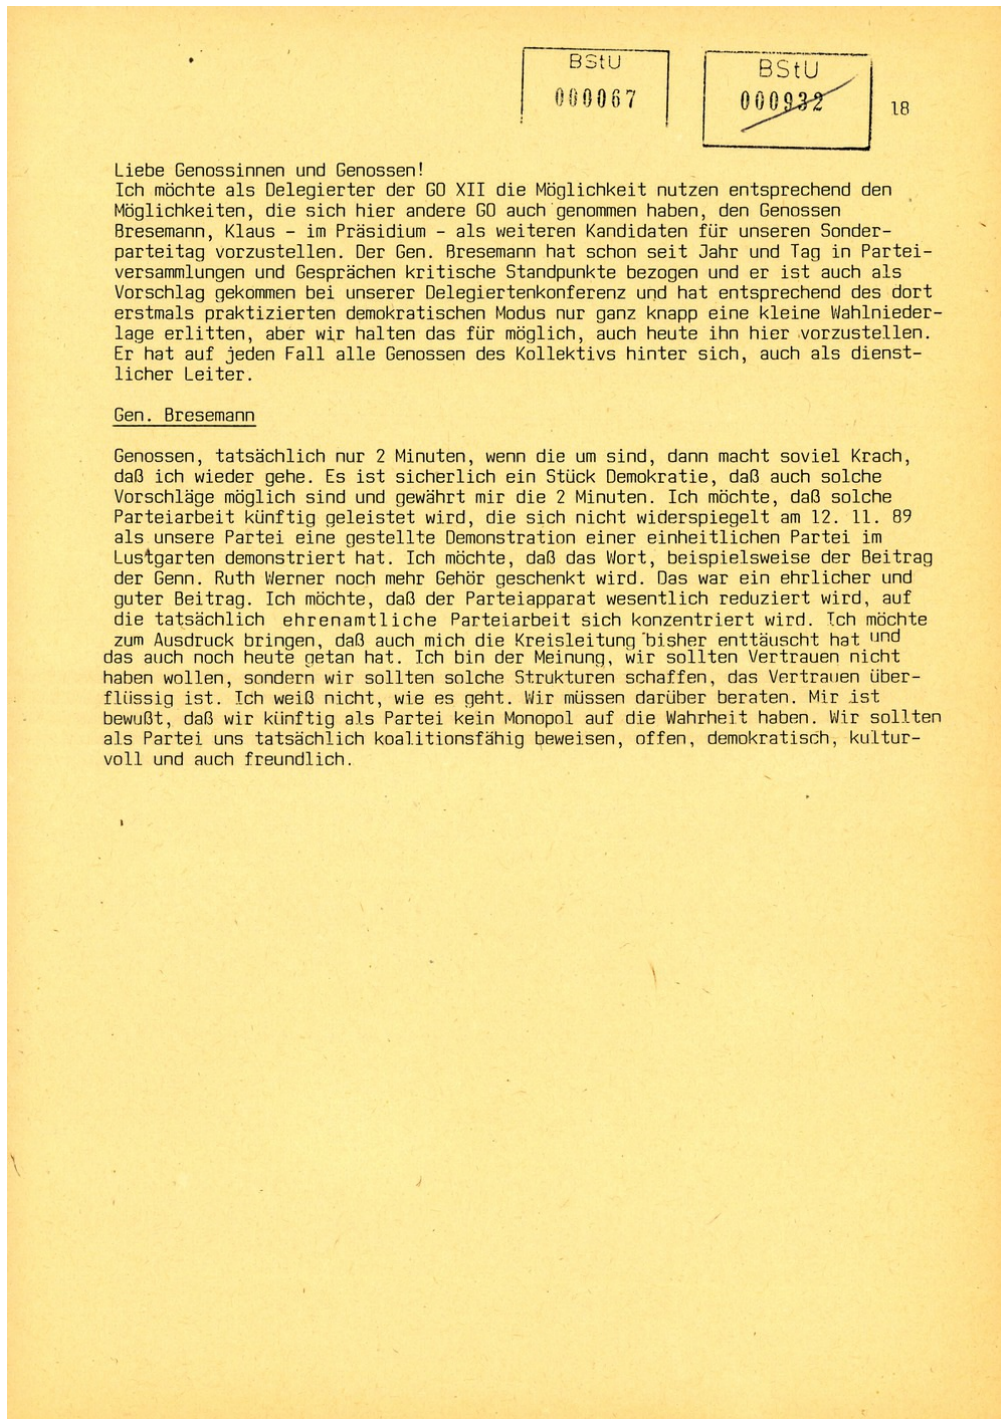 BStU
000067
BStU
000932
18
Liebe Genossinnen und Genossen!
Ich möchte als Delegierter der GO XII die Möglichkeit nutzen entsprechend den
Möglichkeiten, die sich hier andere GO auch genommen haben, den Genossen
Bresemann, Klaus - im Präsidium - als weiteren Kandidaten für unseren Sonder-
parteitag vorzustellen. Der Gen. Bresemann hat schon seit Jahr und Tag in Partei-
versammlungen und Gesprächen kritische Standpunkte bezogen und er ist auch als
Vorschlag gekommen bei unserer Delegiertenkonferenz und hat entsprechend des dort
erstmals praktizierten demokratischen Modus nur ganz knapp eine kleine Wahlnieder-
lage erlitten, aber wir halten das für möglich, auch heute ihn hier vorzustellen.
Er hat auf jeden Fall alle Genossen des Kollektivs hinter sich, auch als dienst-
licher Leiter.
Gen. Bresemann
Genossen, tatsächlich nur 2 Minuten, wenn die um sind, dann macht soviel Krach,
daß ich wieder gehe. Es ist sicherlich ein Stück Demokratie, daß auch solche
Vorschläge möglich sind und gewährt mir die 2 Minuten. Ich möchte, daß solche
Parteiarbeit künftig geleistet wird, die sich nicht widerspiegelt am 12. 11. 89
als unsere Partei eine gestellte Demonstration einer einheitlichen Partei im
Lustgarten demonstriert hat. Ich möchte, daß das Wort, beispielsweise der Beitrag
der Genn. Ruth Werner noch mehr Gehör geschenkt wird. Das war ein ehrlicher und
guter Beitrag. Ich möchte, daß der Parteiapparat wesentlich reduziert wird, auf
die tatsächlich ehrenamtliche Parteiarbeit sich konzentriert wird. Ich möchte
zum Ausdruck bringen, daß auch mich die Kreisleitung bisher enttäuscht hat und
das auch noch heute getan hat. Ich bin der Meinung, wir sollten Vertrauen nicht
haben wollen, sondern wir sollten solche Strukturen schaffen, das Vertrauen über-
flüssig ist. Ich weiß nicht, wie es geht. Wir müssen darüber beraten. Mir ist
bewußt, daß wir künftig als Partei kein Monopol auf die Wahrheit haben. Wir sollten
als Partei uns tatsächlich koalitionsfähig beweisen, offen, demokratisch, kultur-
voll und auch freundlich.